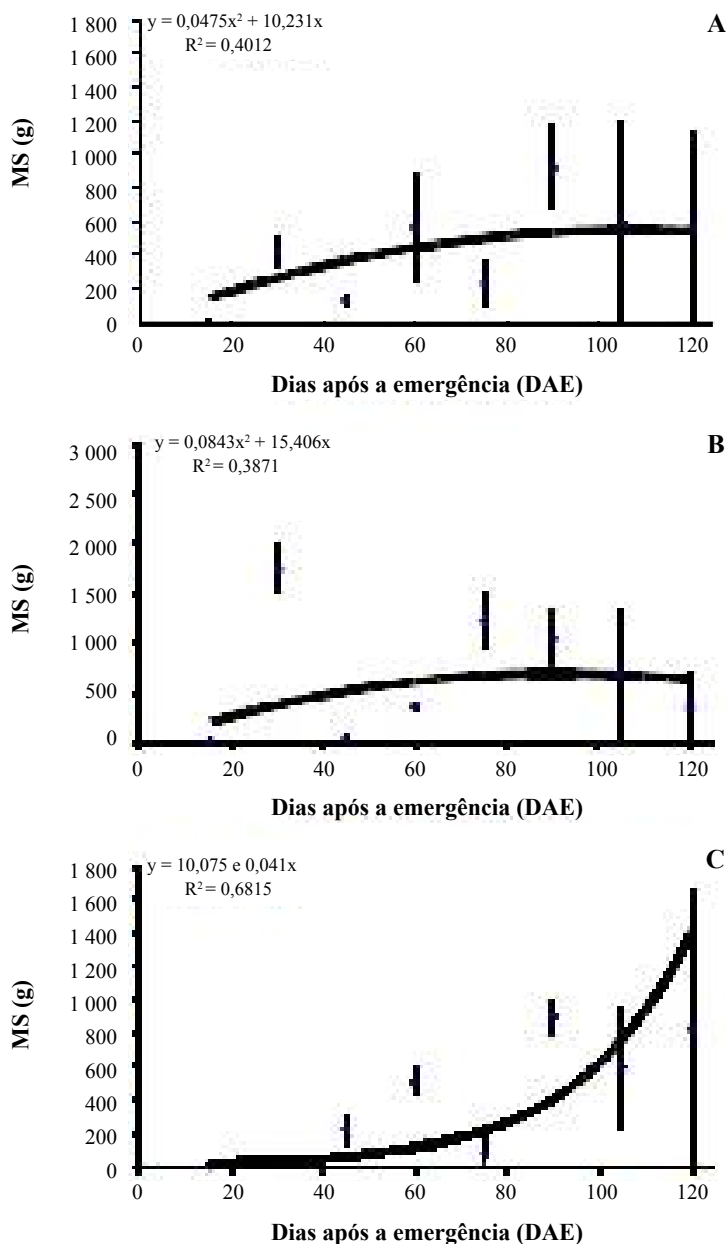 A
y = 0,0475x² + 10,231x
R² = 0,4012
MS (g)
1 800
1 600
1 400
1 200
1 000
800
600
400
200
0
0 20 40 60 80 100 120
Dias após a emergência (DAE)
B
y = 0,0843x² + 15,406x
R² = 0,3871
MS (g)
3 000
2 500
2 000
1 500
1 000
500
0
0 20 40 60 80 100 120
Dias após a emergência (DAE)
C
y = 10,075 e 0,041x
R² = 0,6815
MS (g)
1 800
1 600
1 400
1 200
1 000
800
600
400
200
0
0 20 40 60 80 100 120
Dias após a emergência (DAE)